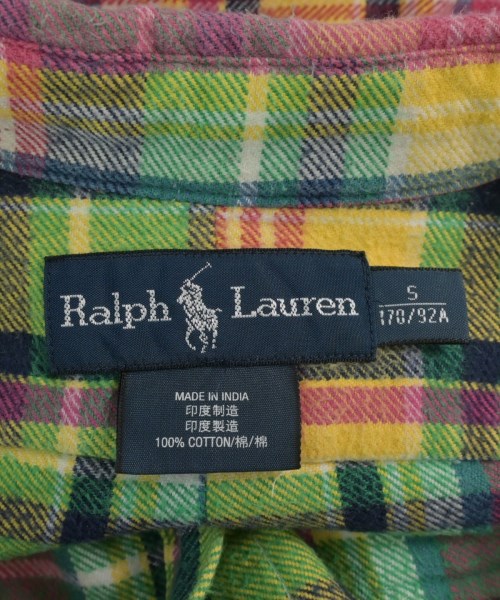 Ralph Lauren
S
170/92A
MADE IN INDIA
印度制造
印度製造
100% COTTON/棉/棉